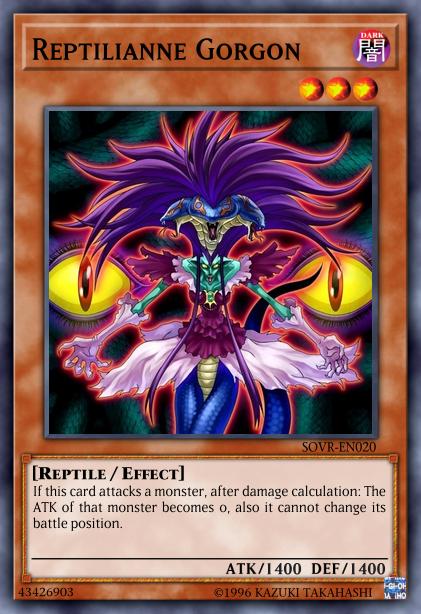 REPTILIANNE GORGON
DARK
闇
SOVR-EN020
[REPTILE / EFFECT]
If this card attacks a monster, after damage calculation: The
ATK of that monster becomes 0, also it cannot change its
battle position.
ATK/1400 DEF/1400
43426903
©1996 KAZUKI TAKAHASHI